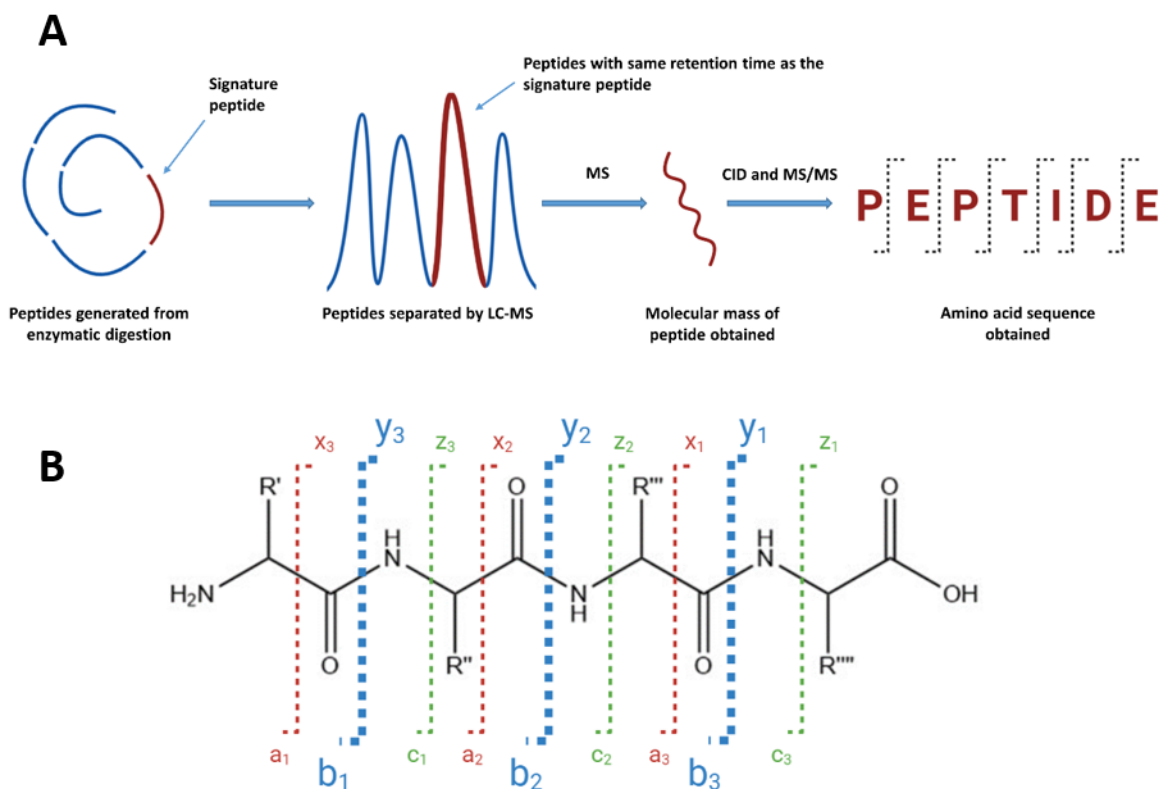 A
Signature
peptide
Peptides with same retention time as the
signature peptide
MS
CID and MS/MS
P E P T I D E
Peptides generated from
enzymatic digestion
Peptides separated by LC-MS
Molecular mass of
peptide obtained
Amino acid sequence
obtained
B
x₃ y₃ z₃ x₂ y₂ z₂ x₁ y₁ z₁
R' O R''' O
H N H N
H₂N N H OH
O R'' O R''''
a₁ b₁ c₁ a₂ b₂ c₂ a₃ b₃ c₃